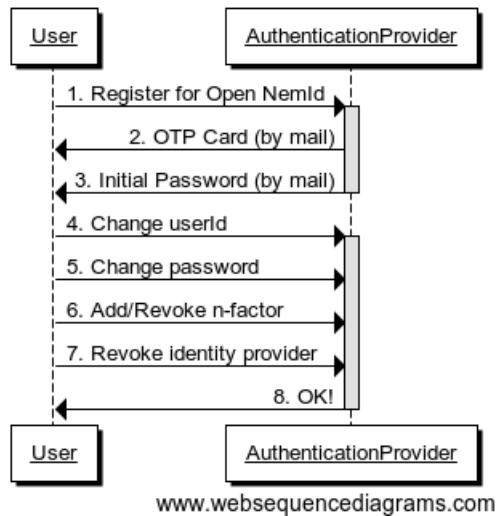 User AuthenticationProvider
1. Register for Open NemId
2. OTP Card (by mail)
3. Initial Password (by mail)
4. Change userId
5. Change password
6. Add/Revoke n-factor
7. Revoke identity provider
8. OK!
User AuthenticationProvider
www.websequencediagrams.com